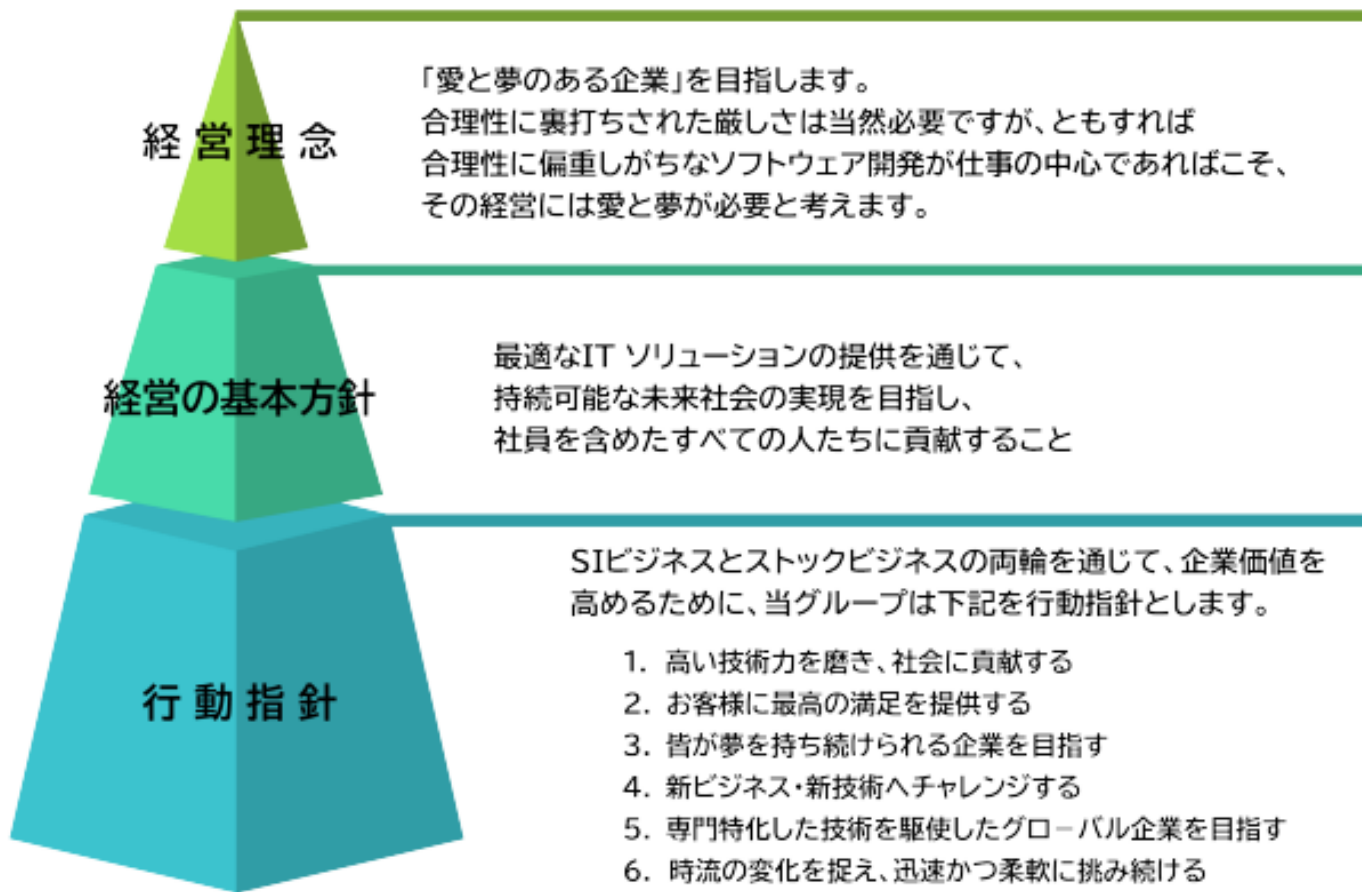 経営理念
「愛と夢のある企業」を目指します。
合理性に裏打ちされた厳しさは当然必要ですが、ともすれば
合理性に偏重しがちなソフトウェア開発が仕事の中心であればこそ、
その経営には愛と夢が必要と考えます。
経営の基本方針
最適なIT ソリューションの提供を通じて、
持続可能な未来社会の実現を目指し、
社員を含めたすべての人たちに貢献すること
行動指針
SIビジネスとストックビジネスの両輪を通じて、企業価値を
高めるために、当グループは下記を行動指針とします。
1. 高い技術力を磨き、社会に貢献する
2. お客様に最高の満足を提供する
3. 皆が夢を持ち続けられる企業を目指す
4. 新ビジネス・新技術へチャレンジする
5. 専門特化した技術を駆使したグローバル企業を目指す
6. 時流の変化を捉え、迅速かつ柔軟に挑み続ける